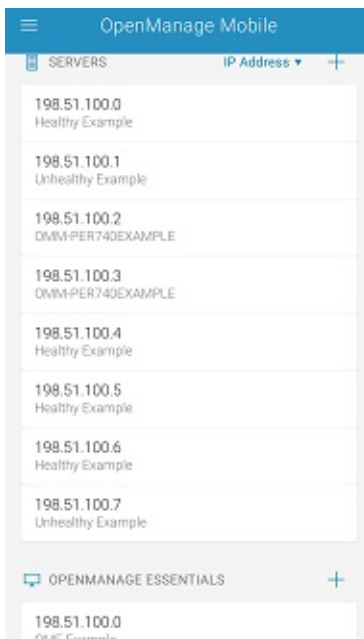 OpenManage Mobile
SERVERS IP Address ▾ +
198.51.100.0
Healthy Example
198.51.100.1
Unhealthy Example
198.51.100.2
OMM-PER740EXAMPLE
198.51.100.3
OMM-PER740EXAMPLE
198.51.100.4
Healthy Example
198.51.100.5
Healthy Example
198.51.100.6
Healthy Example
198.51.100.7
Unhealthy Example
OPENMANAGE ESSENTIALS +
198.51.100.0
OME Example